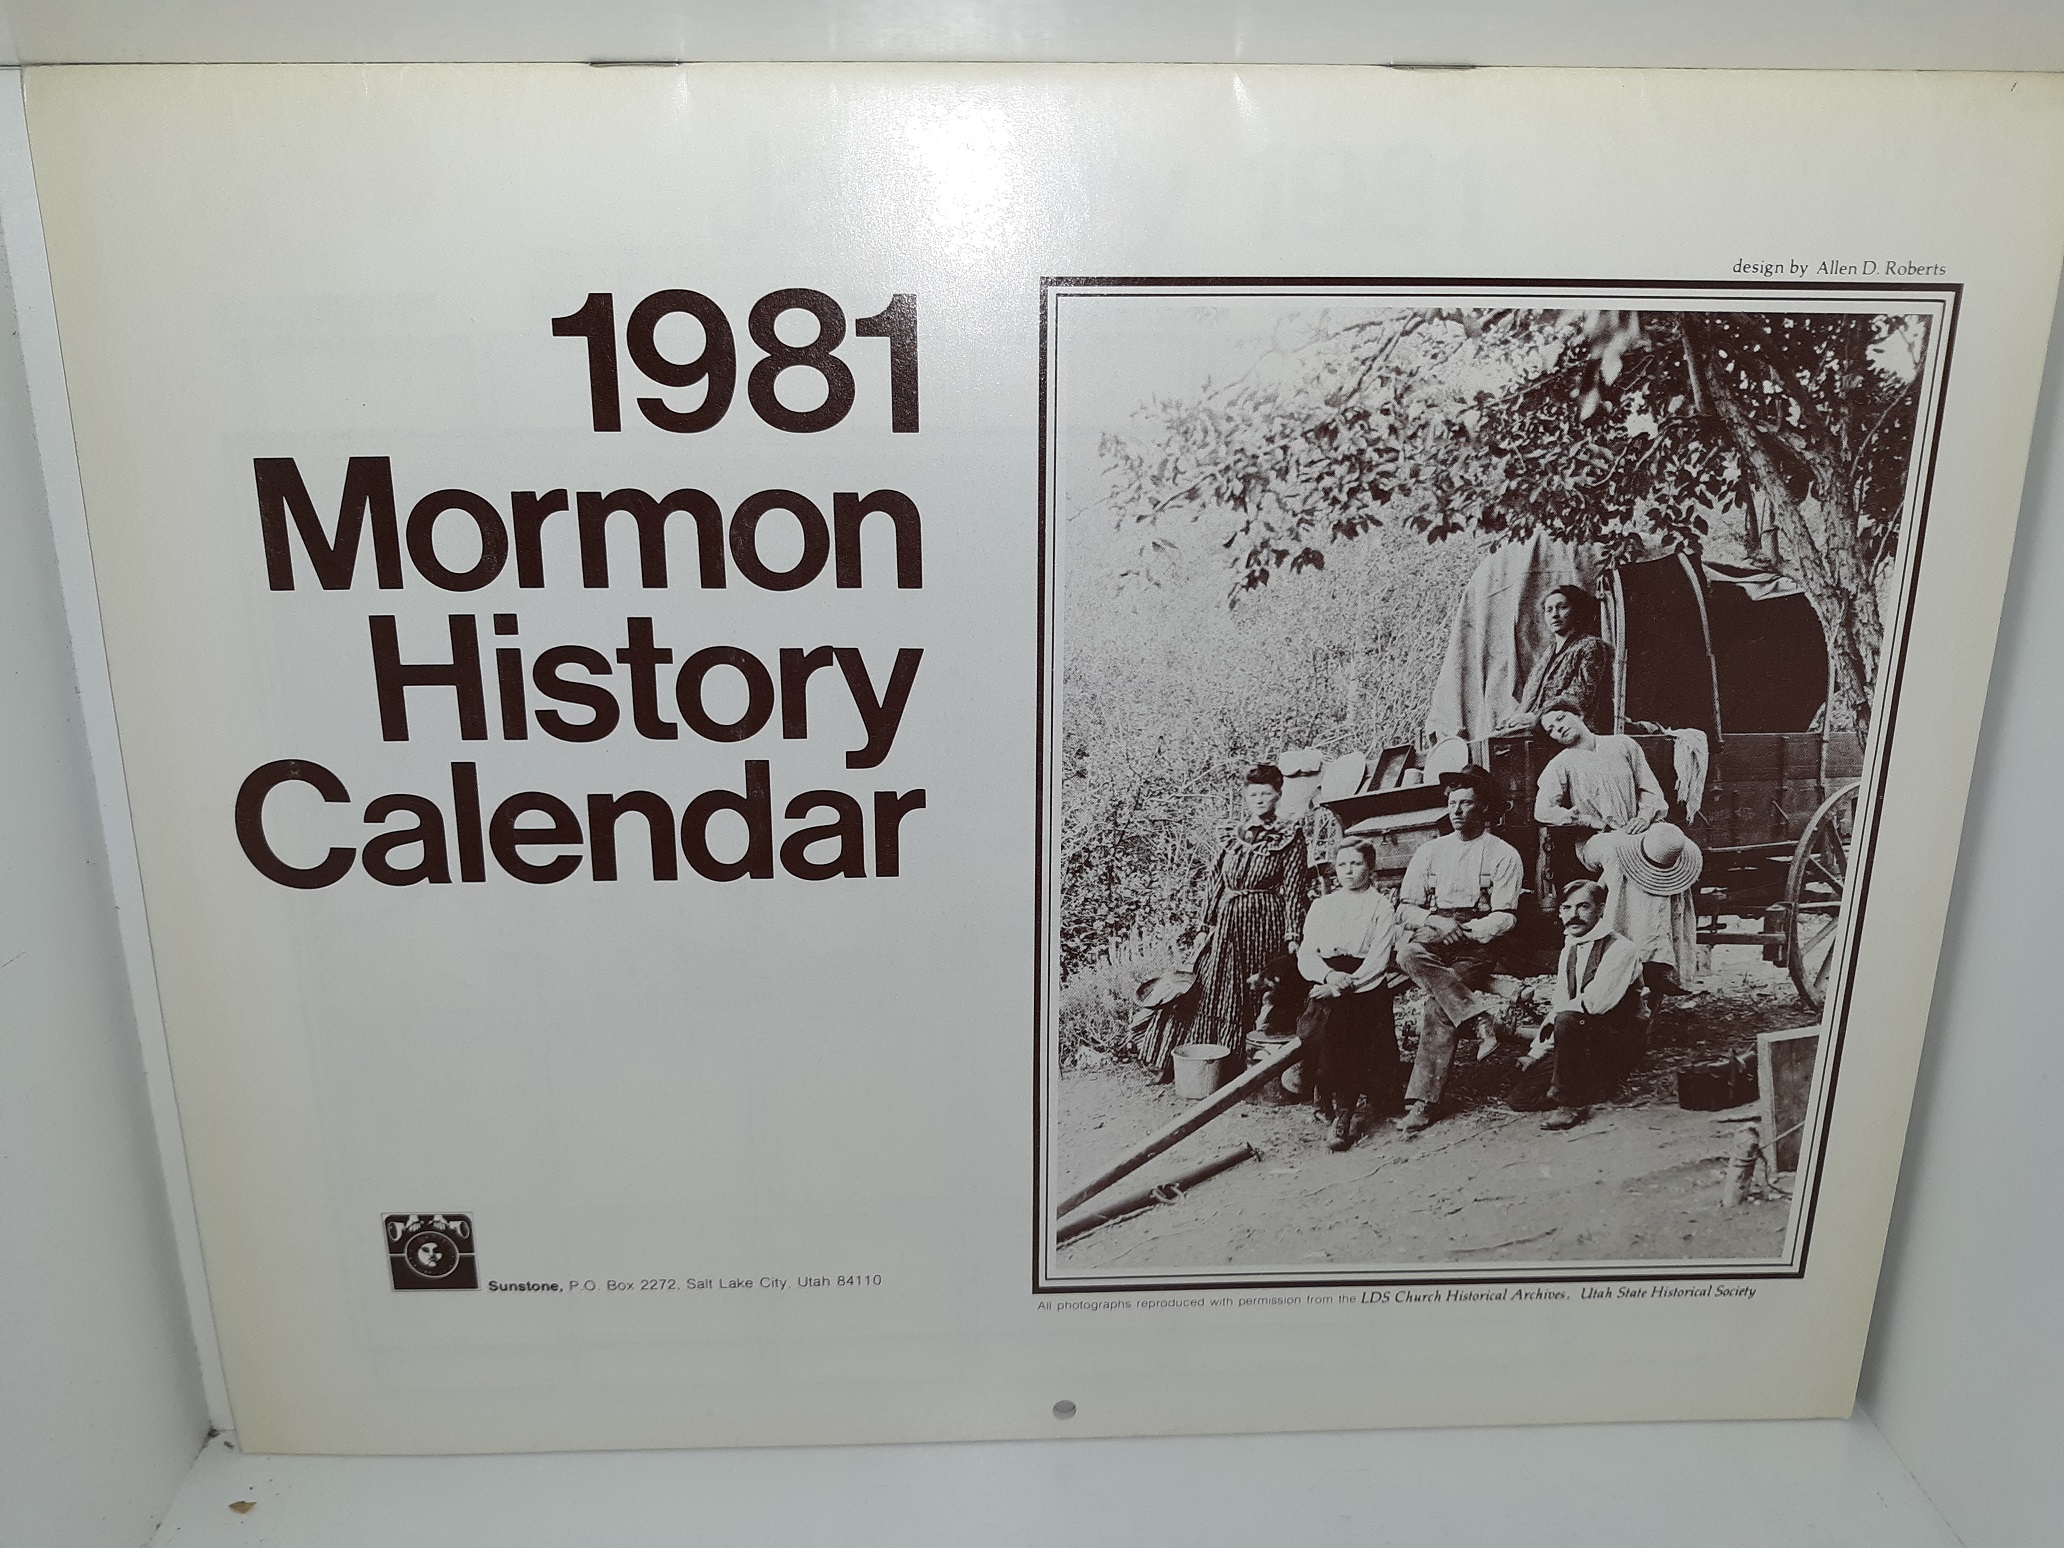 design by Allen D. Roberts
1981
Mormon
History
Calendar
Sunstone, P.O. Box 2272, Salt Lake City, Utah 84110
All photographs reproduced with permission from the LDS Church Historical Archives, Utah State Historical Society